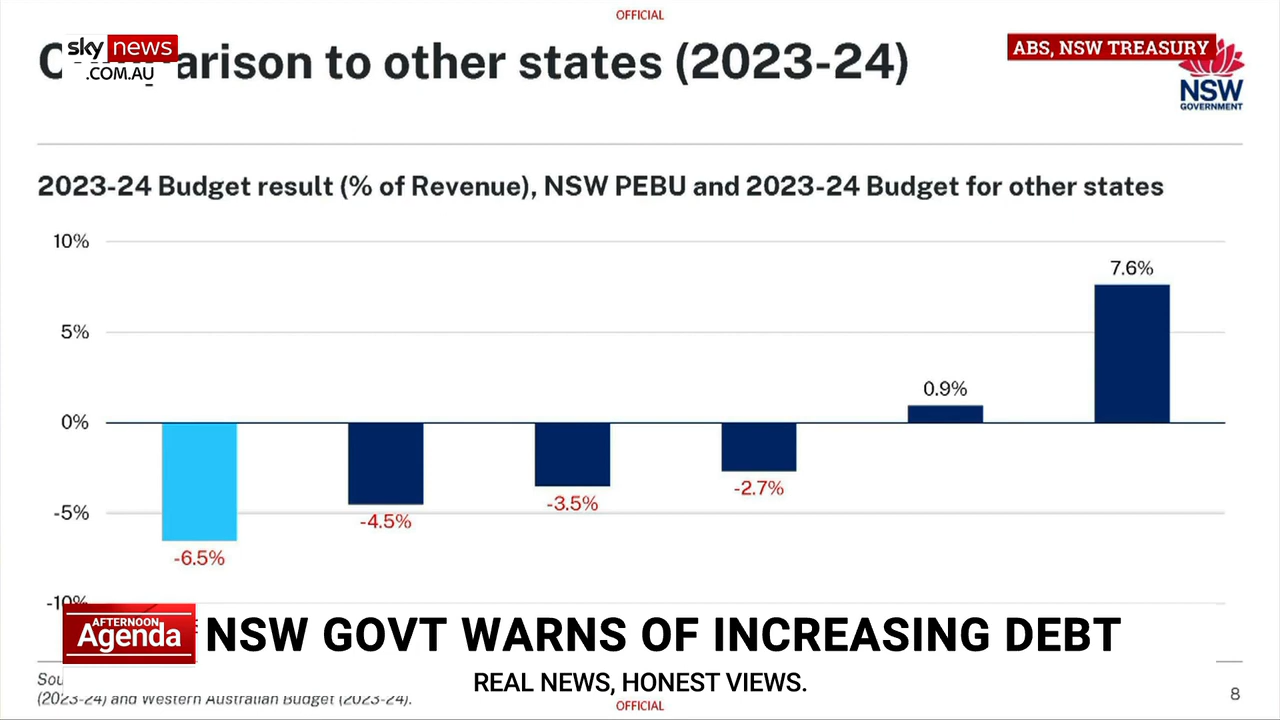 OFFICIAL
sky news
.COM.AU
arison to other states (2023-24)
ABS, NSW TREASURY
NSW
GOVERNMENT
2023-24 Budget result (% of Revenue), NSW PEBU and 2023-24 Budget for other states
10%
7.6%
5%
0.9%
0%
-2.7%
-3.5%
-5%
-4.5%
-6.5%
-10%
AFTERNOON
Agenda
NSW GOVT WARNS OF INCREASING DEBT
REAL NEWS, HONEST VIEWS.
(2023-24) and Western Australian Budget (2023-24).
8
OFFICIAL